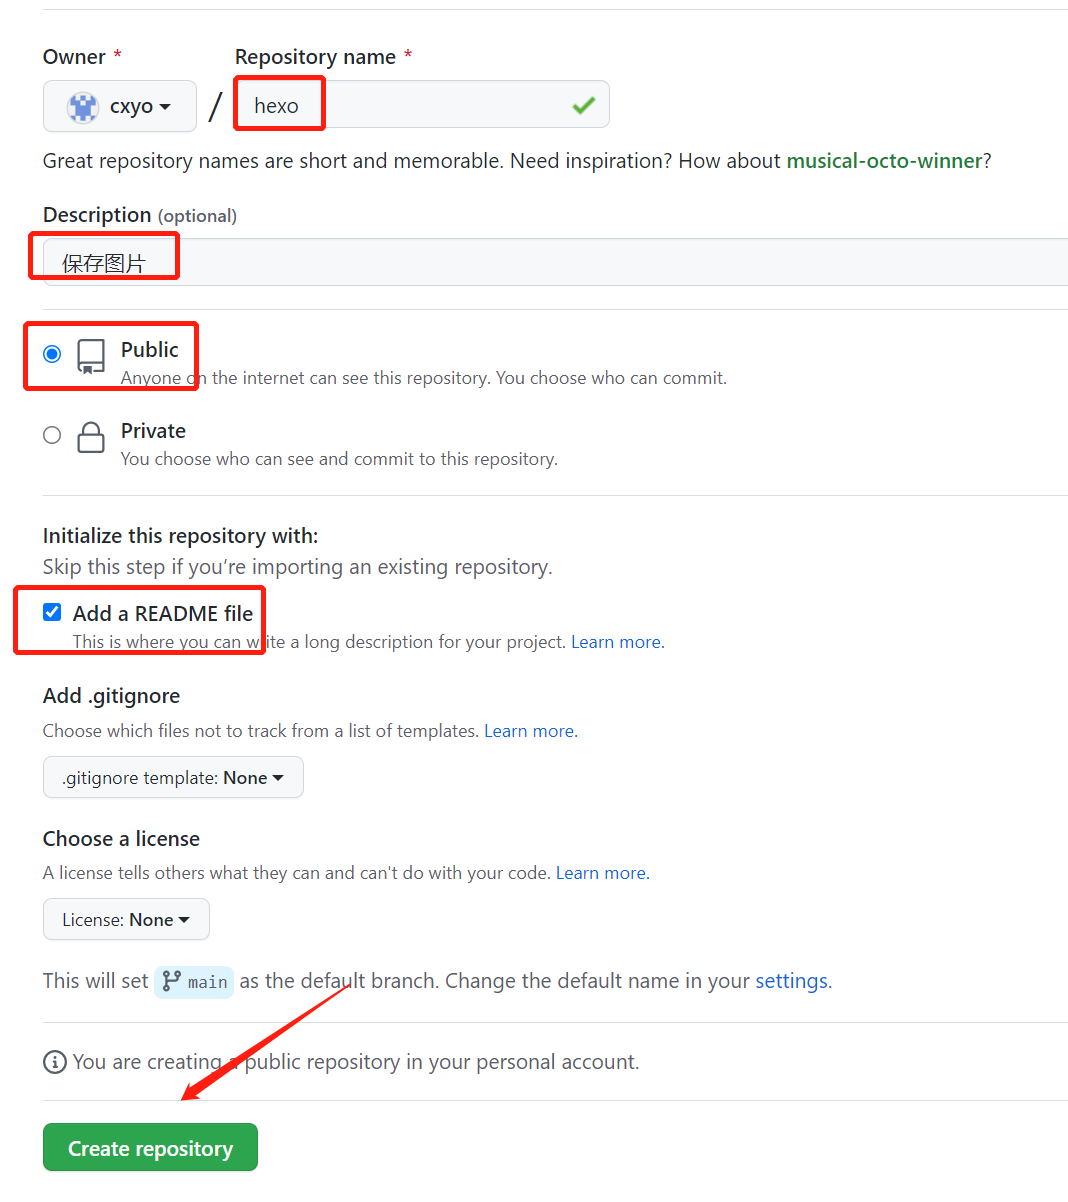 Owner * Repository name *
cxyo / hexo
Great repository names are short and memorable. Need inspiration? How about musical-octo-winner?
Description (optional)
保存图片
Public
Anyone on the internet can see this repository. You choose who can commit.
Private
You choose who can see and commit to this repository.
Initialize this repository with:
Skip this step if you’re importing an existing repository.
Add a README file
This is where you can write a long description for your project. Learn more.
Add .gitignore
Choose which files not to track from a list of templates. Learn more.
.gitignore template: None
Choose a license
A license tells others what they can and can't do with your code. Learn more.
License: None
This will set main as the default branch. Change the default name in your settings.
You are creating a public repository in your personal account.
Create repository